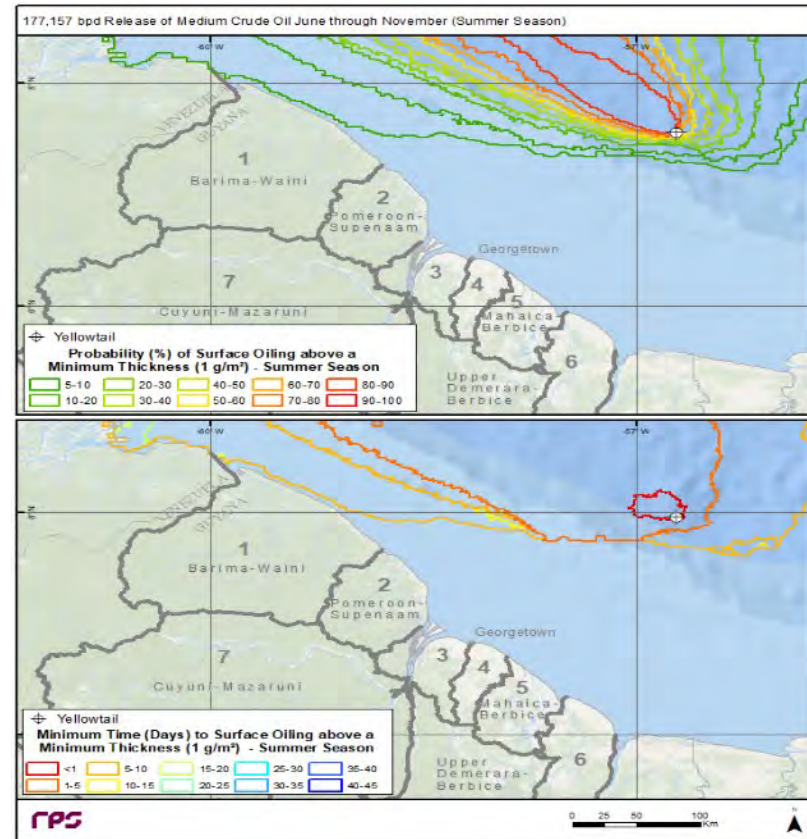 177,157 bpd Release of Medium Crude Oil June through November (Summer Season)
60°W
57°W
8°N
VENEZUELA
GUYANA
1
Barima-Waini
2
Pomeroon-
Supenaam
7
Cuyuni-Mazaruni
Georgetown
3
4
5
Mahaica-
Berbice
6
Upper
Demerara-
Berbice
6°N
Yellowtail
Probability (%) of Surface Oiling above a
Minimum Thickness (1 g/m²) - Summer Season
5-10 20-30 40-50 60-70 80-90
10-20 30-40 50-60 70-80 90-100
60°W
57°W
8°N
VENEZUELA
GUYANA
1
Barima-Waini
2
Pomeroon-
Supenaam
7
Cuyuni-Mazaruni
Georgetown
3
4
5
Mahaica-
Berbice
6
Upper
Demerara-
Berbice
Yellowtail
Minimum Time (Days) to Surface Oiling above a
Minimum Thickness (1 g/m²) - Summer Season
<1 5-10 15-20 25-30 35-40
1-5 10-15 20-25 30-35 40-45
rps
0 25 50 100
Km